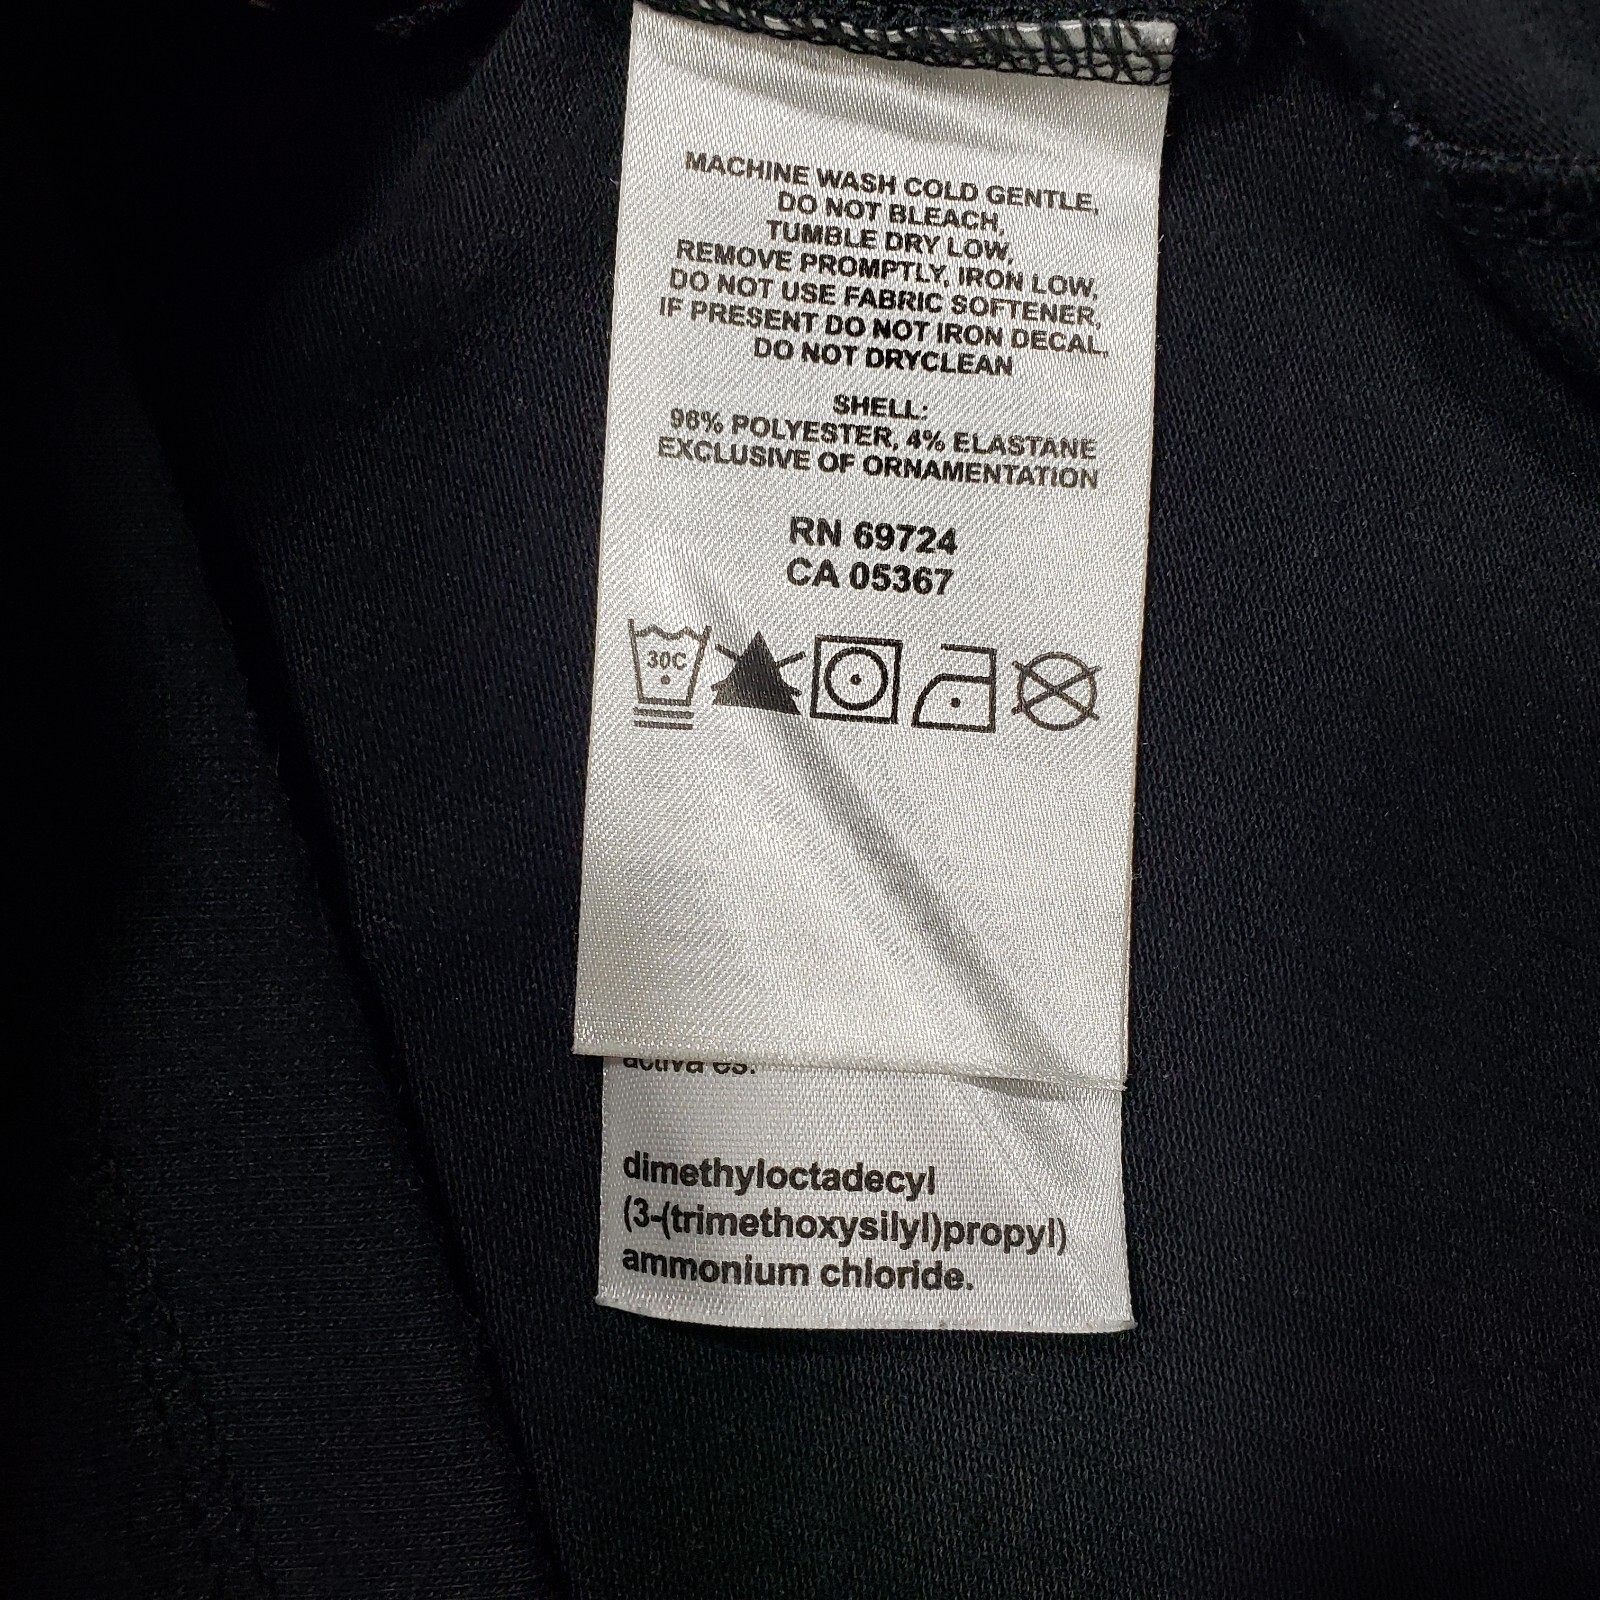 MACHINE WASH COLD GENTLE,
DO NOT BLEACH,
TUMBLE DRY LOW,
REMOVE PROMPTLY, IRON LOW,
DO NOT USE FABRIC SOFTENER,
IF PRESENT DO NOT IRON DECAL,
DO NOT DRYCLEAN
SHELL:
96% POLYESTER, 4% ELASTANE
EXCLUSIVE OF ORNAMENTATION
RN 69724
CA 05367
30C
activa es:
dimethyloctadecyl
(3-(trimethoxysilyl)propyl)
ammonium chloride.